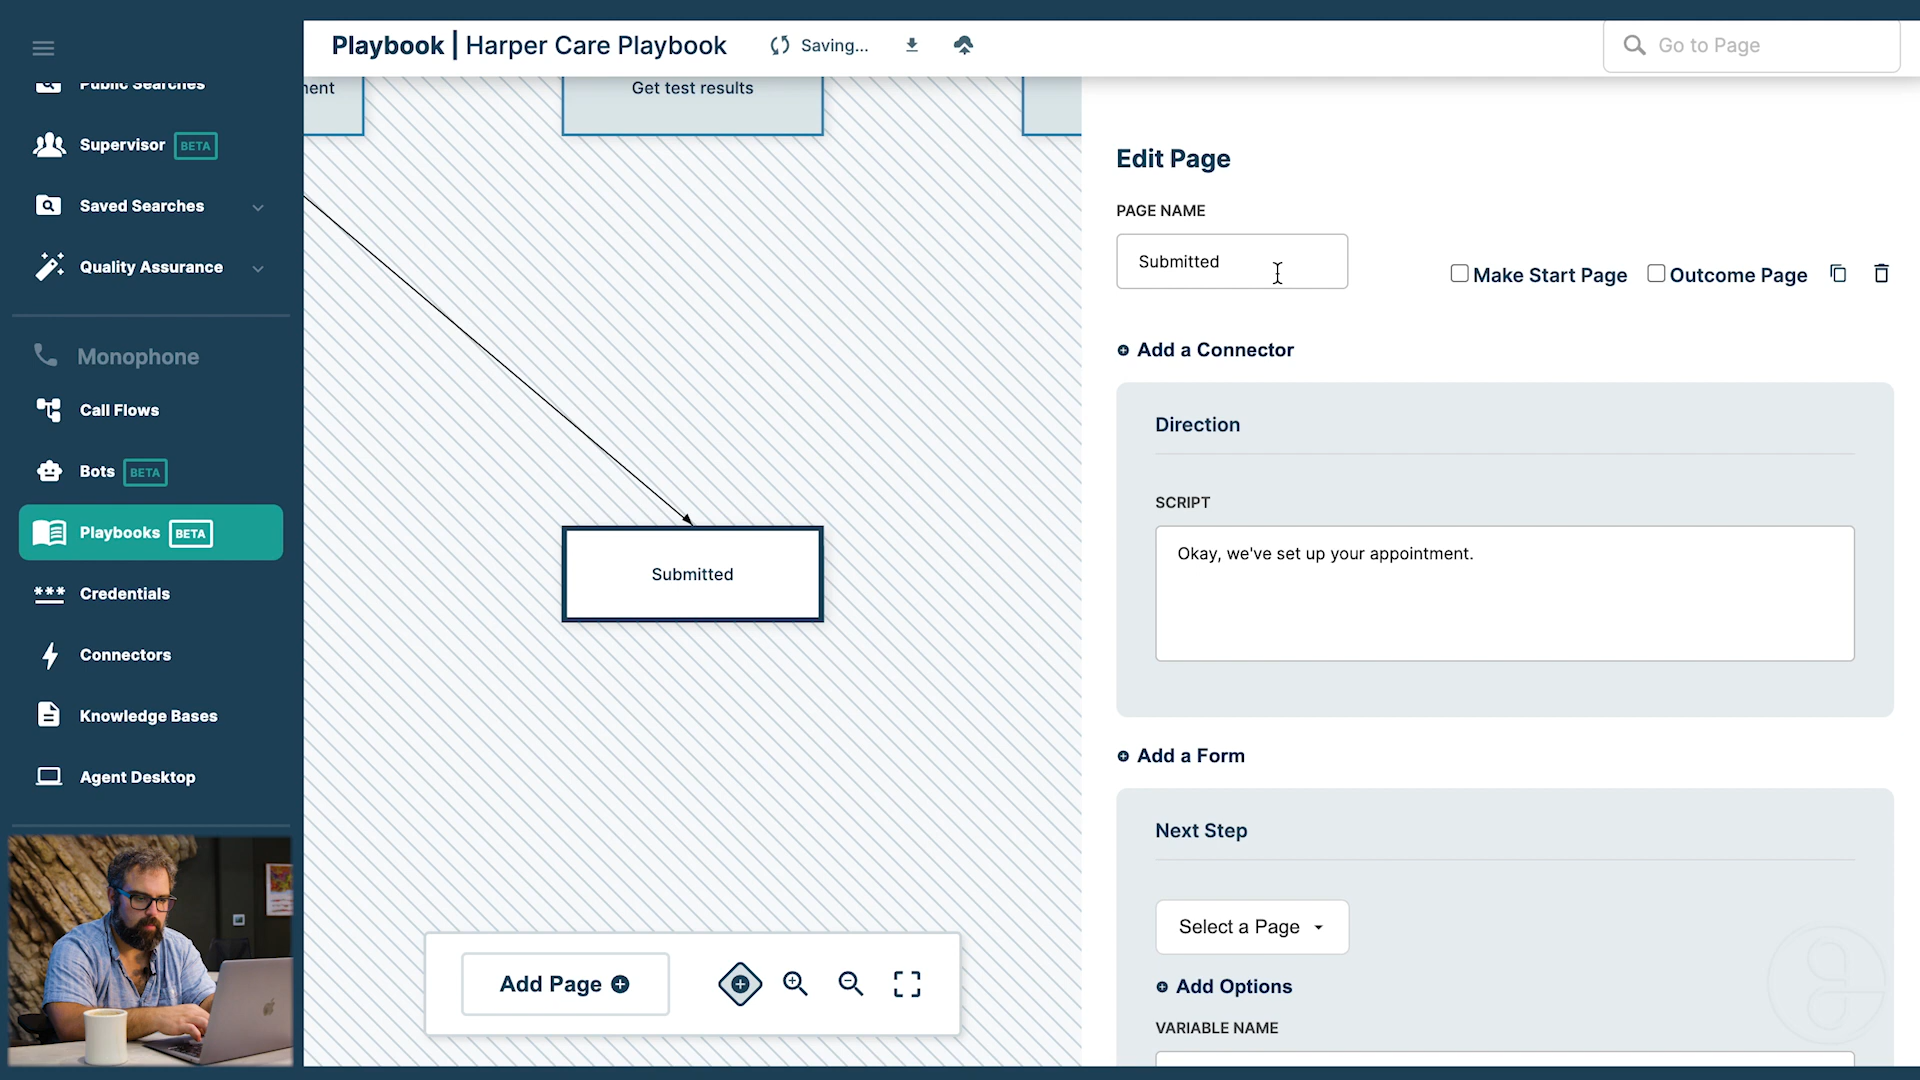 Playbook | Harper Care Playbook
Saving...
Go to Page
Public Searches
Supervisor BETA
Saved Searches
Quality Assurance
Monophone
Call Flows
Bots BETA
Playbooks BETA
Credentials
Connectors
Knowledge Bases
Agent Desktop
Get test results
Submitted
Add Page
Edit Page
PAGE NAME
Submitted
Make Start Page
Outcome Page
Add a Connector
Direction
SCRIPT
Okay, we've set up your appointment.
Add a Form
Next Step
Select a Page
Add Options
VARIABLE NAME